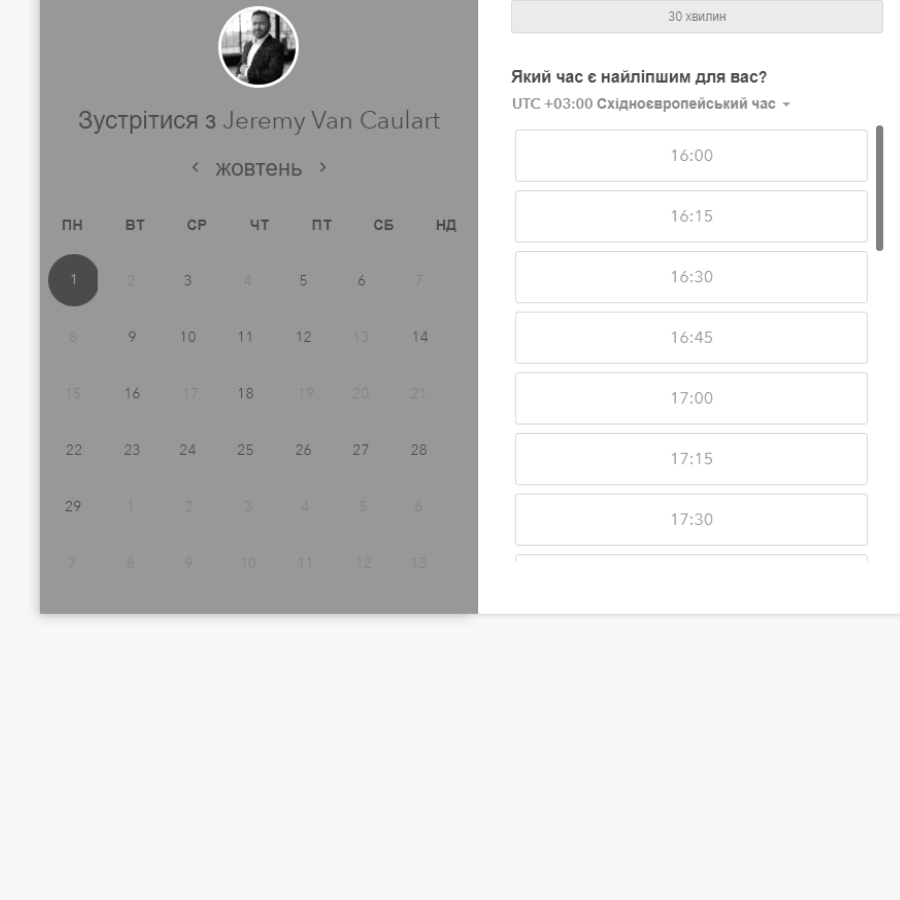 Зустрітися з Jeremy Van Caulart
жовтень
ПН ВТ СР ЧТ ПТ СБ НД
1 2 3 4 5 6 7
8 9 10 11 12 13 14
15 16 17 18 19 20 21
22 23 24 25 26 27 28
29 1 2 3 4 5 6
7 8 9 10 11 12 13
30 хвилин
Який час є найліпшим для вас?
UTC +03:00 Східноєвропейський час
16:00
16:15
16:30
16:45
17:00
17:15
17:30